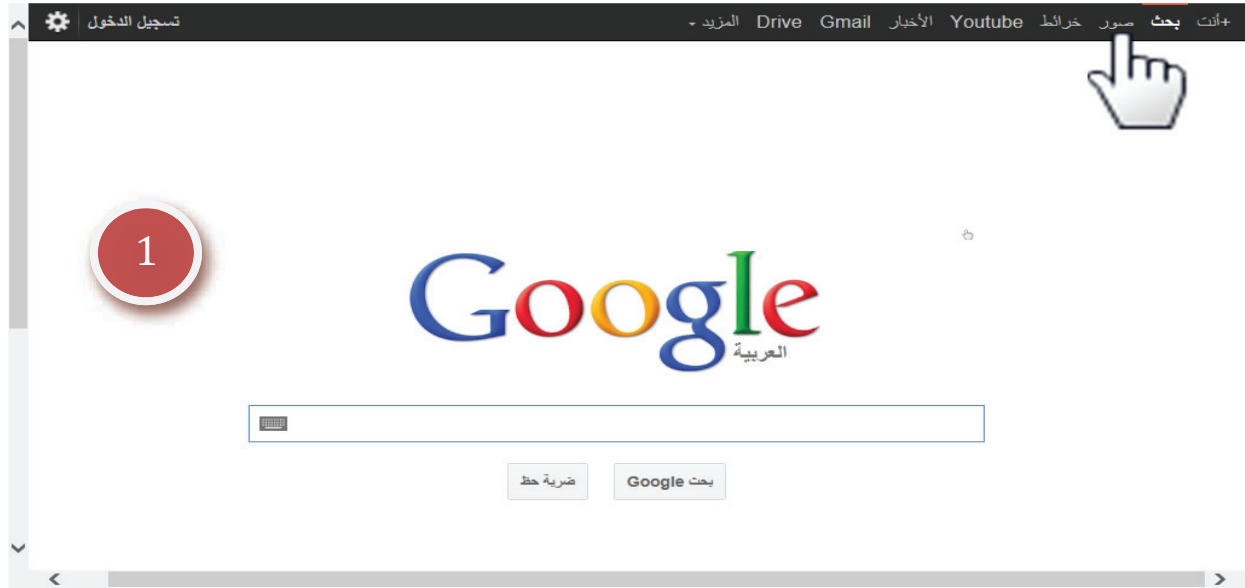 +أنت بحث صور خرائط Youtube الأخبار Gmail Drive المزيد
تسجيل الدخول
1
Google
العربية
بحث Google
ضربة حظ